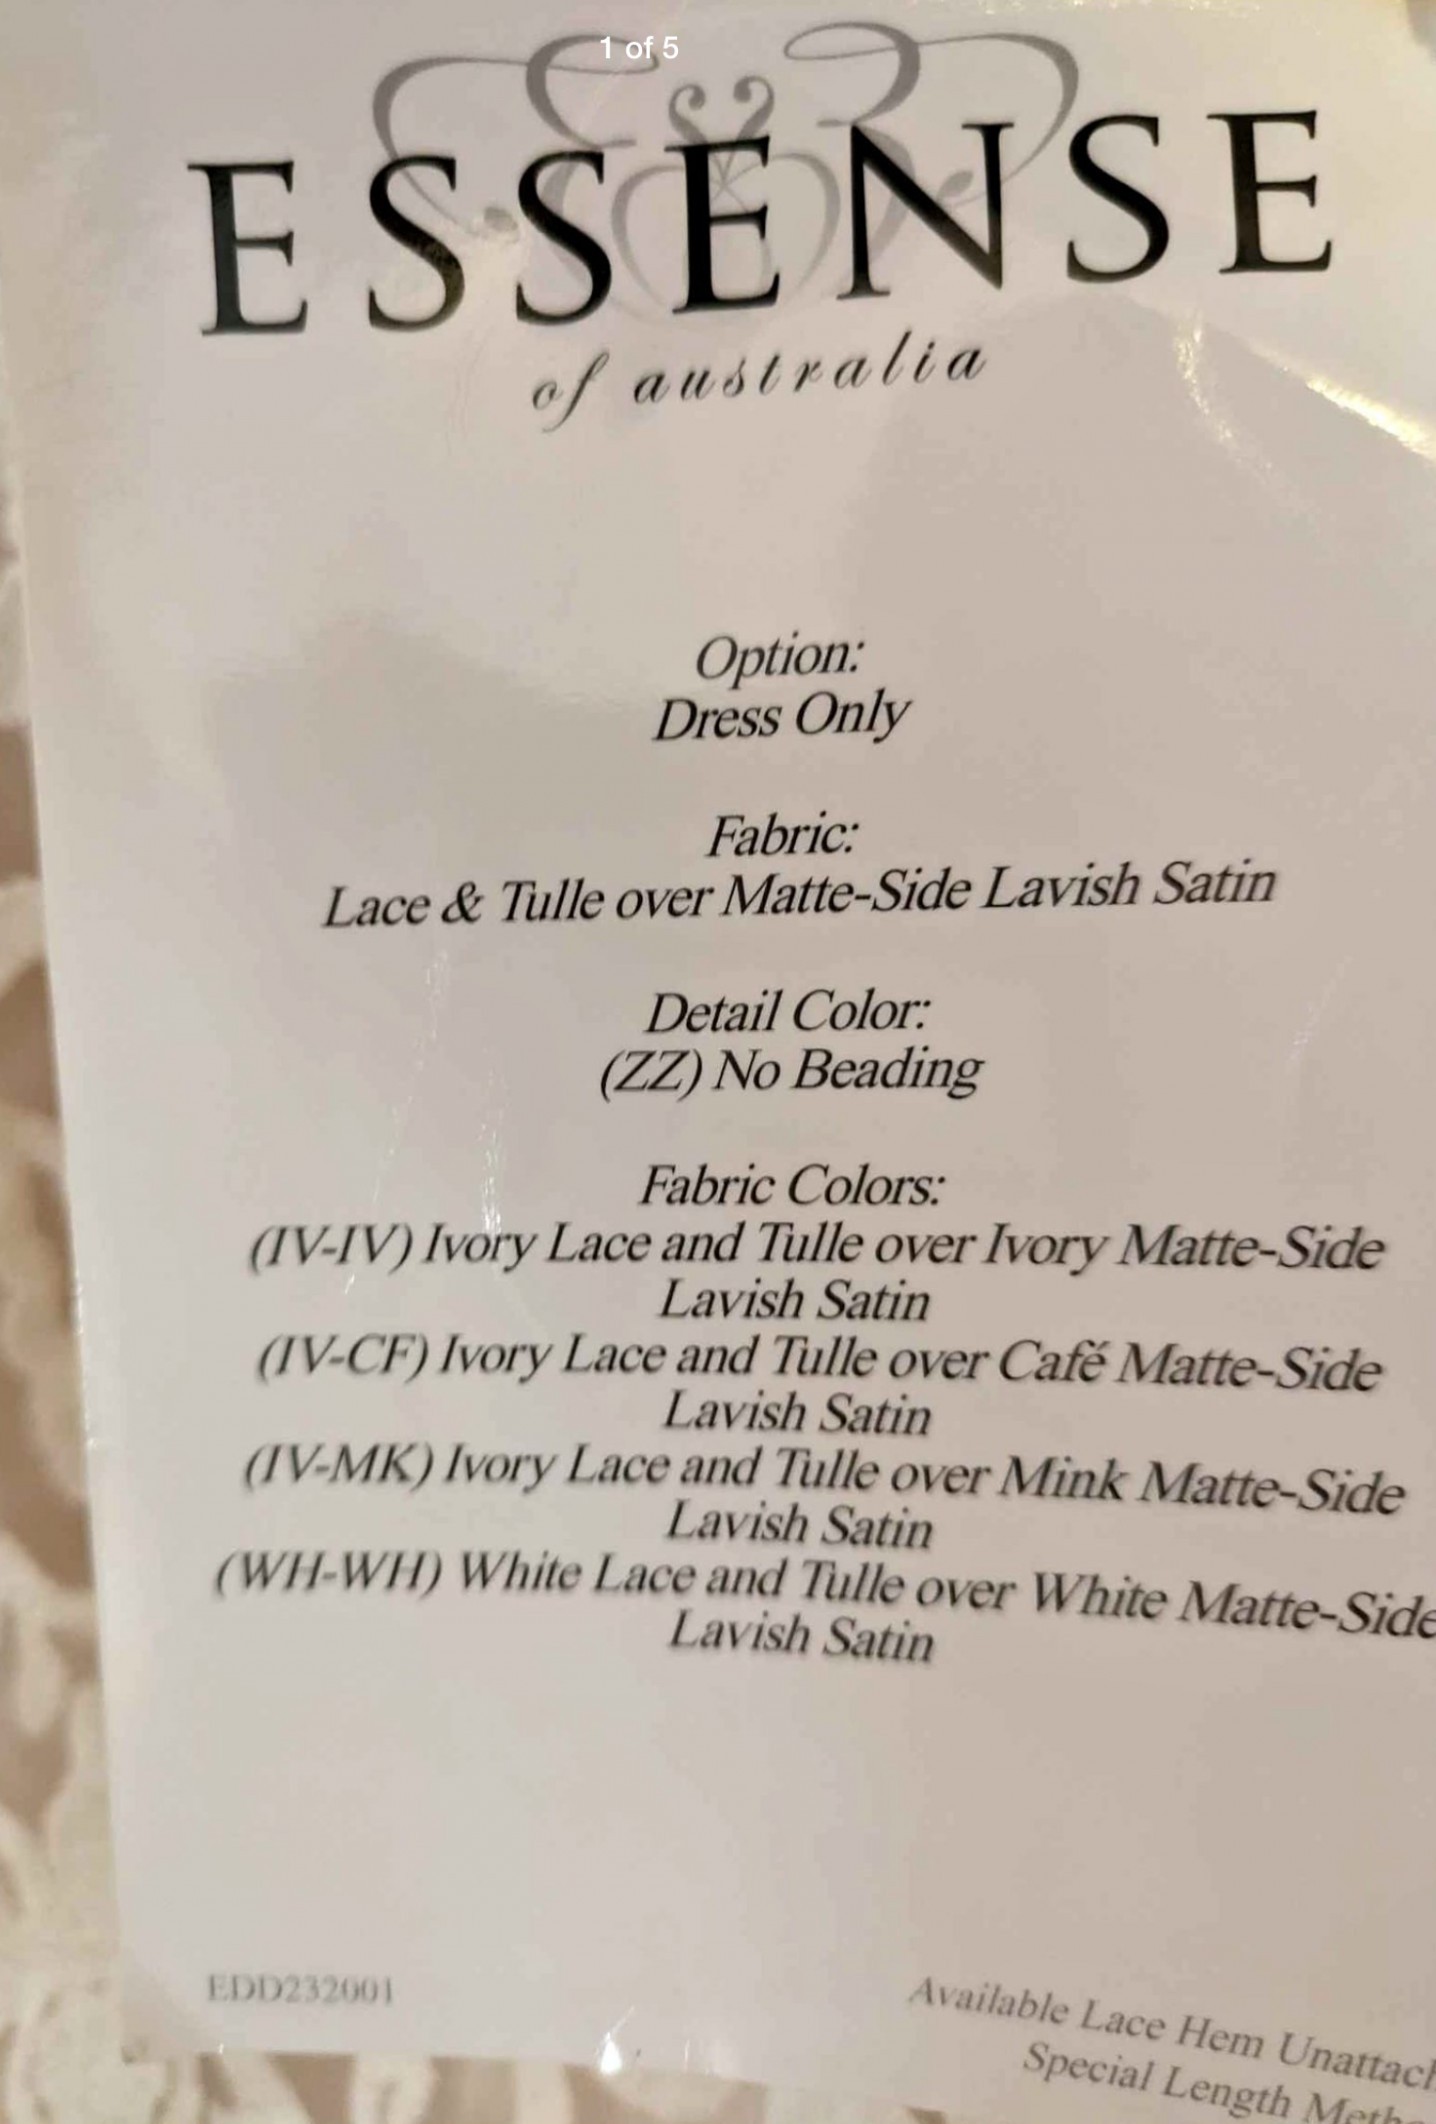 1 of 5
ESSENSE
of australia
Option:
Dress Only
Fabric:
Lace & Tulle over Matte-Side Lavish Satin
Detail Color:
(ZZ) No Beading
Fabric Colors:
(IV-IV) Ivory Lace and Tulle over Ivory Matte-Side
Lavish Satin
(IV-CF) Ivory Lace and Tulle over Café Matte-Side
Lavish Satin
(IV-MK) Ivory Lace and Tulle over Mink Matte-Side
Lavish Satin
(WH-WH) White Lace and Tulle over White Matte-Side
Lavish Satin
EDD232001
Available Lace Hem
Special Length